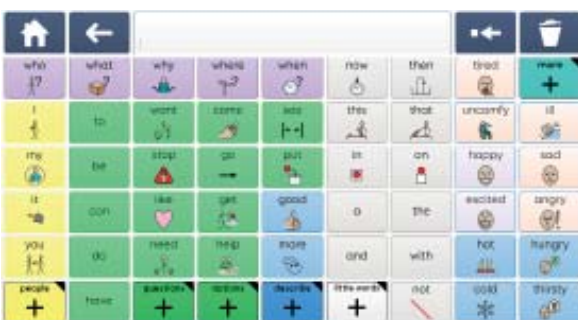 who what why where when now then tired more
I to want come was this that uncomfy ill
my be stop go put in on happy sad
it can like get good a the excited angry
you do need help more and with hot hungry
people have questions actions describe little words not cold thirsty